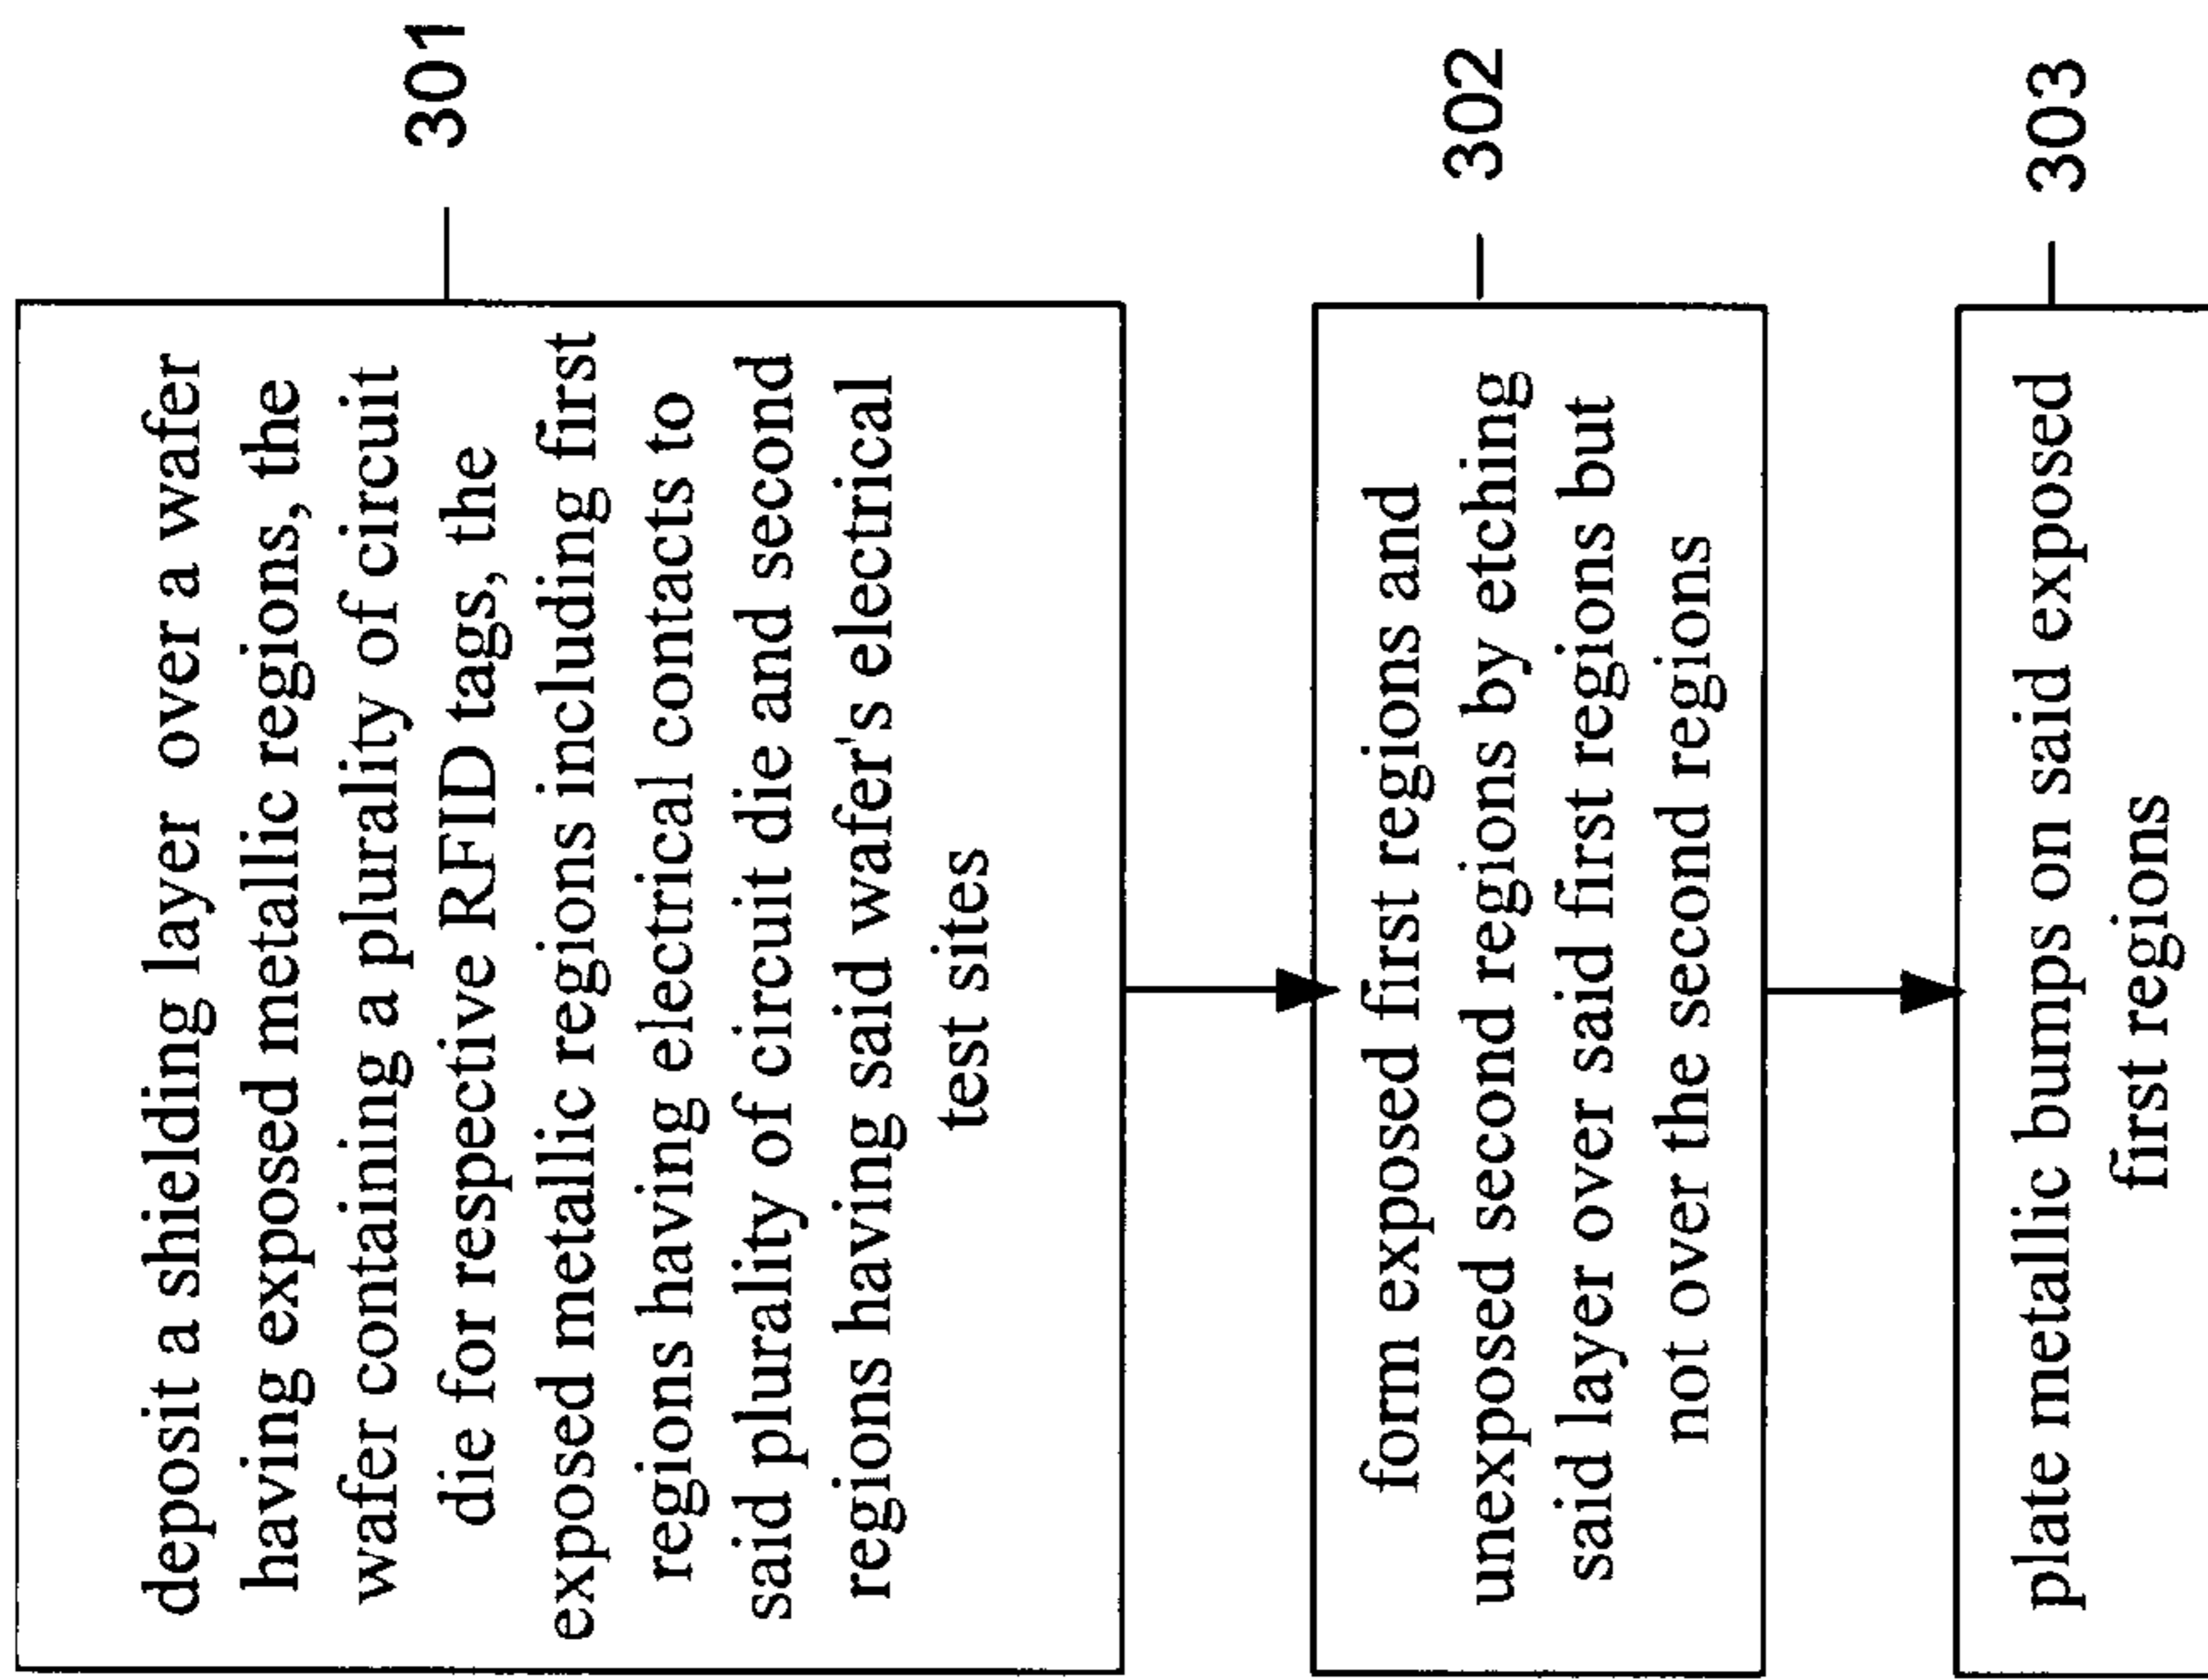 deposit a shielding layer over a wafer
having exposed metallic regions, the
wafer containing a plurality of circuit
die for respective RFID tags, the
exposed metallic regions including first
regions having electrical contacts to
said plurality of circuit die and second
regions having said wafer's electrical
test sites
301
form exposed first regions and
unexposed second regions by etching
said layer over said first regions but
not over the second regions
302
plate metallic bumps on said exposed
first regions
303